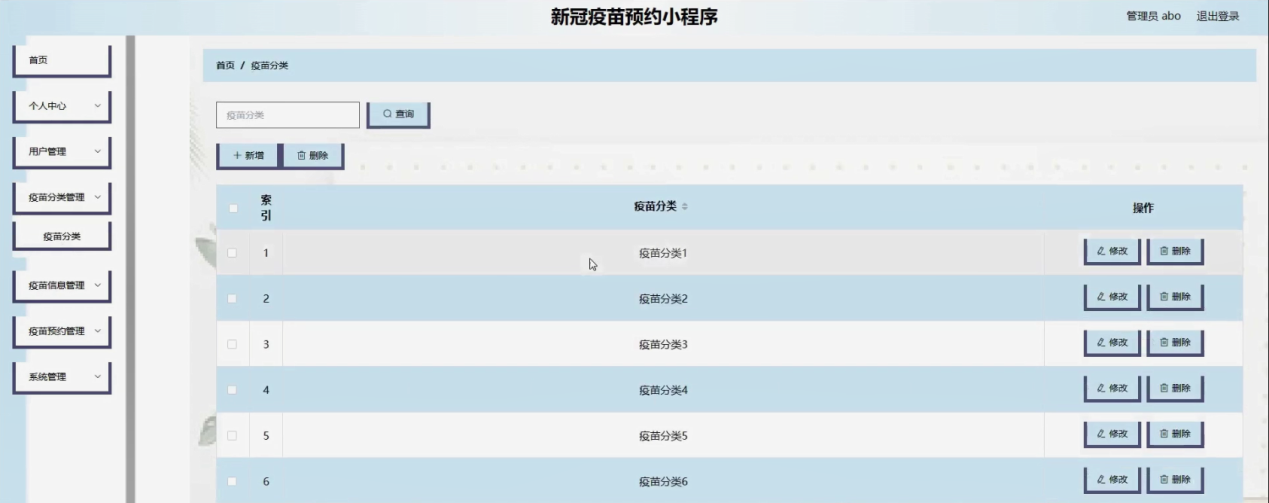 新冠疫苗预约小程序
管理员 abo 退出登录
首页
个人中心
用户管理
疫苗分类管理
疫苗分类
疫苗信息管理
疫苗预约管理
系统管理
首页 / 疫苗分类
疫苗分类 查询
新增 删除
索引 疫苗分类 操作
1 疫苗分类1 修改 删除
2 疫苗分类2 修改 删除
3 疫苗分类3 修改 删除
4 疫苗分类4 修改 删除
5 疫苗分类5 修改 删除
6 疫苗分类6 修改 删除